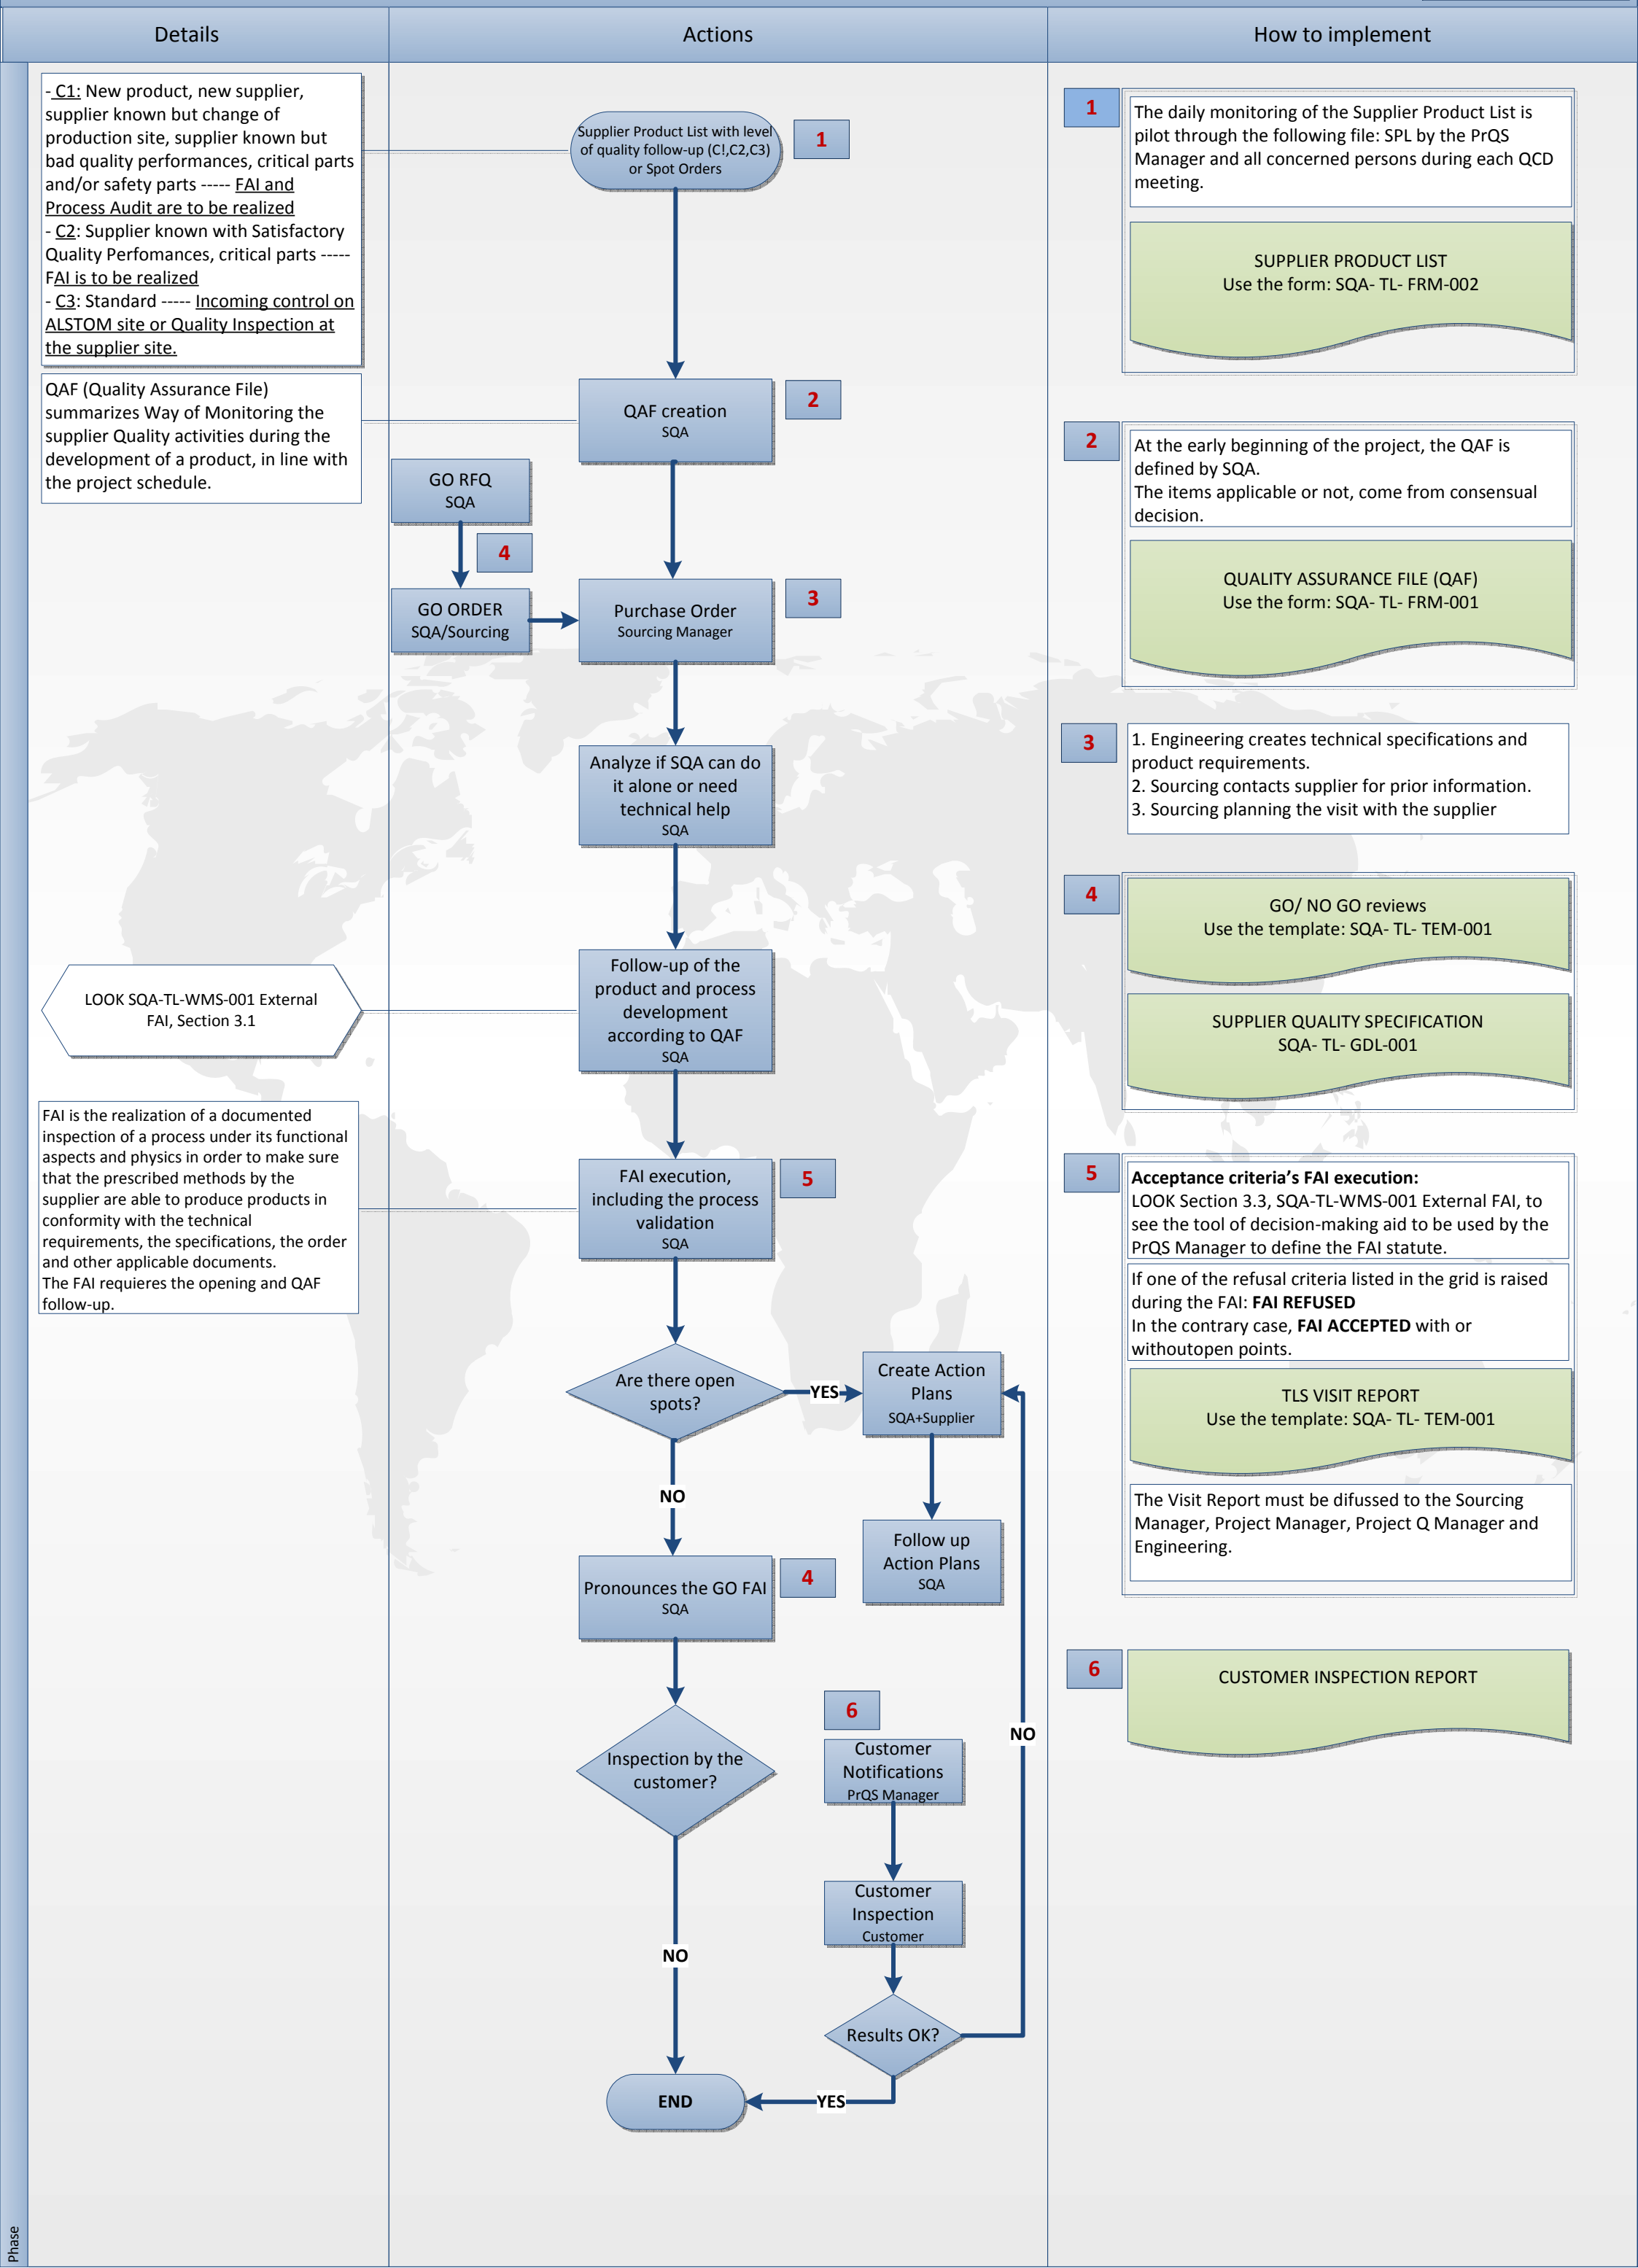 Details
Actions
How to implement
- C1: New product, new supplier,
supplier known but change of
production site, supplier known but
bad quality performances, critical parts
and/or safety parts ----- FAI and
Process Audit are to be realized
- C2: Supplier known with Satisfactory
Quality Perfomances, critical parts -----
FAI is to be realized
- C3: Standard ----- Incoming control on
ALSTOM site or Quality Inspection at
the supplier site.
QAF (Quality Assurance File)
summarizes Way of Monitoring the
supplier Quality activities during the
development of a product, in line with
the project schedule.
LOOK SQA-TL-WMS-001 External
FAI, Section 3.1
FAI is the realization of a documented
inspection of a process under its functional
aspects and physics in order to make sure
that the prescribed methods by the
supplier are able to produce products in
conformity with the technical
requirements, the specifications, the order
and other applicable documents.
The FAI requieres the opening and QAF
follow-up.
Supplier Product List with level
of quality follow-up (C!,C2,C3)
or Spot Orders
1
QAF creation
SQA
2
GO RFQ
SQA
4
GO ORDER
SQA/Sourcing
Purchase Order
Sourcing Manager
3
Analyze if SQA can do
it alone or need
technical help
SQA
Follow-up of the
product and process
development
according to QAF
SQA
FAI execution,
including the process
validation
SQA
5
Are there open
spots?
YES
Create Action
Plans
SQA+Supplier
NO
Follow up
Action Plans
SQA
Pronounces the GO FAI
SQA
4
Inspection by the
customer?
6
Customer
Notifications
PrQS Manager
NO
Customer
Inspection
Customer
NO
Results OK?
END
YES
1
The daily monitoring of the Supplier Product List is
pilot through the following file: SPL by the PrQS
Manager and all concerned persons during each QCD
meeting.
SUPPLIER PRODUCT LIST
Use the form: SQA- TL- FRM-002
2
At the early beginning of the project, the QAF is
defined by SQA.
The items applicable or not, come from consensual
decision.
QUALITY ASSURANCE FILE (QAF)
Use the form: SQA- TL- FRM-001
3
1. Engineering creates technical specifications and
product requirements.
2. Sourcing contacts supplier for prior information.
3. Sourcing planning the visit with the supplier
4
GO/ NO GO reviews
Use the template: SQA- TL- TEM-001
SUPPLIER QUALITY SPECIFICATION
SQA- TL- GDL-001
5
Acceptance criteria's FAI execution:
LOOK Section 3.3, SQA-TL-WMS-001 External FAI, to
see the tool of decision-making aid to be used by the
PrQS Manager to define the FAI statute.
If one of the refusal criteria listed in the grid is raised
during the FAI: FAI REFUSED
In the contrary case, FAI ACCEPTED with or
withoutopen points.
TLS VISIT REPORT
Use the template: SQA- TL- TEM-001
The Visit Report must be difussed to the Sourcing
Manager, Project Manager, Project Q Manager and
Engineering.
6
CUSTOMER INSPECTION REPORT
Phase